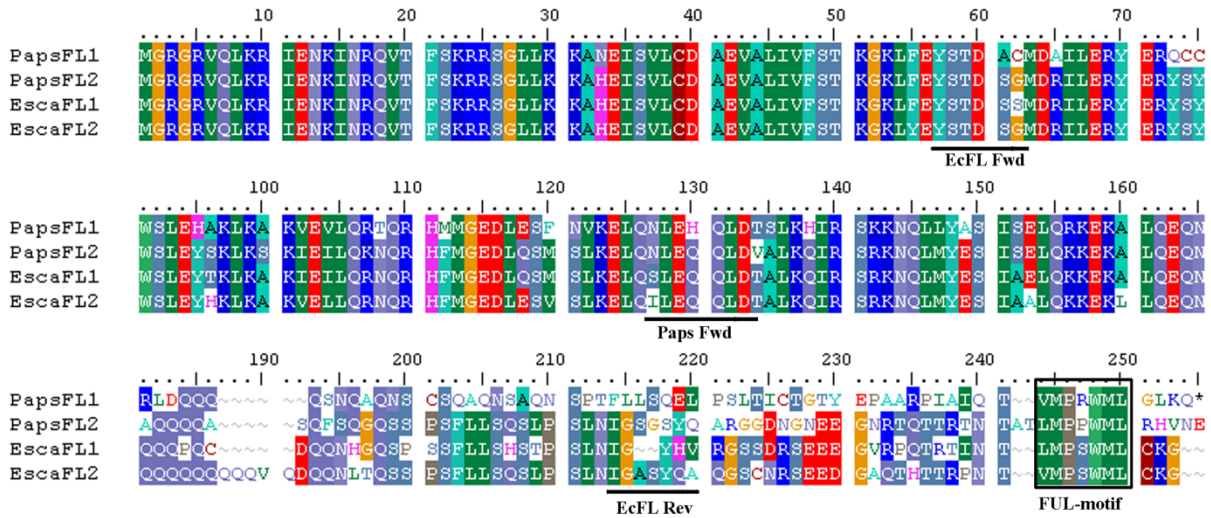 10 20 30 40 50 60 70
PapsFL1 MGRGRVQLKR IENKINRQVT FSKRRSGLLK KANEISVLCD AEVALIVFST KGKLFEYSTD ACMDAILERY ERQCC
PapsFL2 MGRGRVQLKR IENKINRQVT FSKRRSGLLK KAHEISVLCD AEVALIVFST KGKLFEYSTD SGMDRILERY ERYSY
EscaFL1 MGRGRVQLKR IENKINRQVT FSKRRSGLLK KAHEISVLCD AEVALIVFST KGKLFEYSTD SSMDRILERY ERYSY
EscaFL2 MGRGRVQLKR IENKINRQVT FSKRRSGLLK KAHEISVLCD AEVALIVFST KGKLYEYSTD SGMDRILERY ERYSY
EcFL Fwd
100 110 120 130 140 150 160
PapsFL1 WSLEHAKLKA KVEVLQRTQR HMMGEDLESF NVKELQNLEH QLDTSLKHIR SKKNQLLYAS ISELQRKEKA LQEQN
PapsFL2 WSLEYSKLKS KIEILQRNQR HFMGEDLQSM SLKELQNLEQ QLDVALKQIR SRKNQLMYES ISELQRKEKA LQEQN
EscaFL1 WSLEYTKLKA KVELLQRNQR HFMGEDLQSM SLKELQSLEQ QLDTALKQIR SRKNQLMYES IAELQRKEKA LQEQN
EscaFL2 WSLEYHKLKA KVELLQRNQR HFMGEDLESV SLKELQILEQ QLDTALKQIR SRKNQLMYES IAALQKKEKL LQEQN
Paps Fwd
190 200 210 220 230 240 250
PapsFL1 RLDQQQ~~~~ ~~QSNQAQNS CSQAQNSAQN SPTFLLSQEL PSLTICTGTY EPAARPIAIQ T~~VMPRWML GLKQ*
PapsFL2 AQQQQA~~~~ ~SQFSQGQSS PSFLLSQSLP SLNIGSGSYQ ARGGDNGNEE GNRTQTTRTN TATLMPPWML RHVNE
EscaFL1 QQQPQC~~~~ ~DQQNHGQSP PSFLLSHSTP SLNIG~~YHV RGSSDRSEEE GVRPQTRTIN T~~LMPPWML CKG~~
EscaFL2 QQQQQQQQQV QDQQNLTQSS PSFLLSQSLP SLNIGASYQA QGSCNRSEED GAQTHTTRPN T~~VMPSWML CKG~~
EcFL Rev FUL-motif